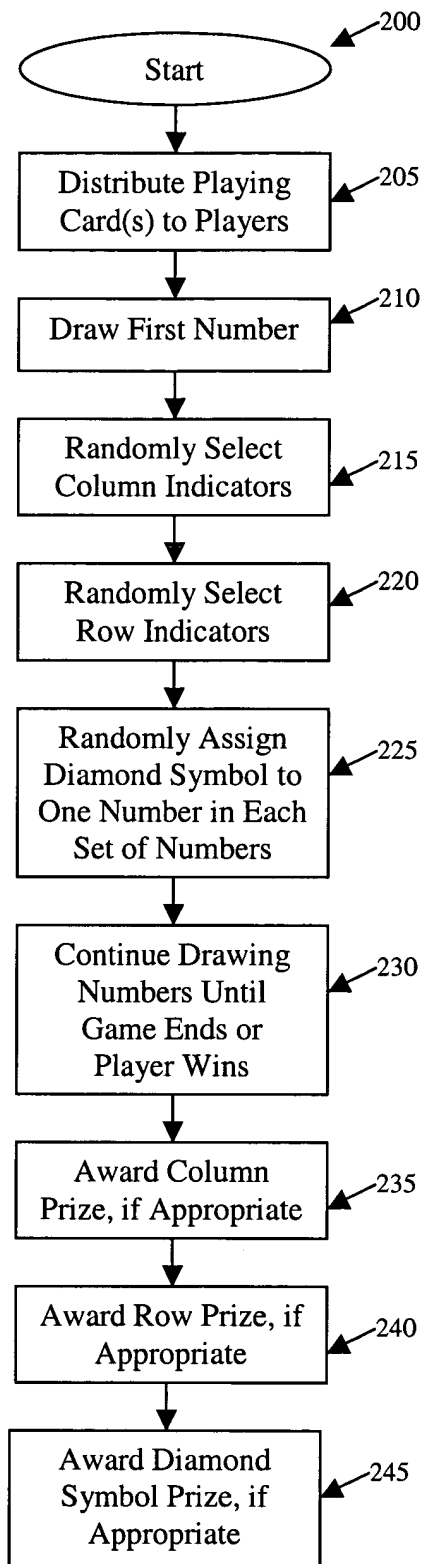 200
Start
Distribute Playing
Card(s) to Players
205
Draw First Number
210
Randomly Select
Column Indicators
215
Randomly Select
Row Indicators
220
Randomly Assign
Diamond Symbol to
One Number in Each
Set of Numbers
225
Continue Drawing
Numbers Until
Game Ends or
Player Wins
230
Award Column
Prize, if Appropriate
235
Award Row Prize, if
Appropriate
240
Award Diamond
Symbol Prize, if
Appropriate
245